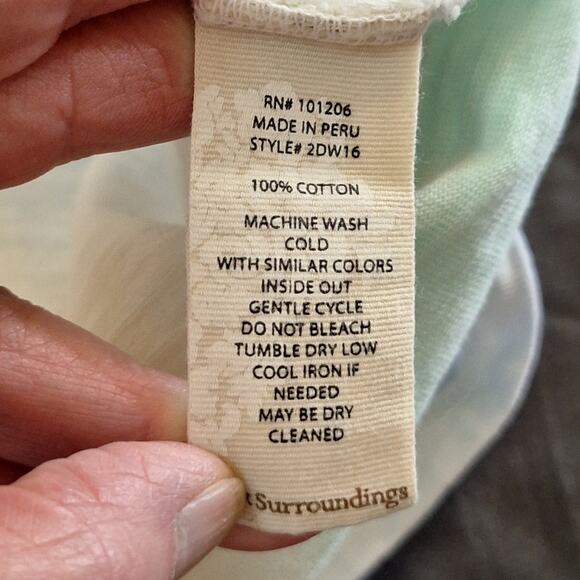 RN# 101206
MADE IN PERU
STYLE# 2DW16
100% COTTON
MACHINE WASH
COLD
WITH SIMILAR COLORS
INSIDE OUT
GENTLE CYCLE
DO NOT BLEACH
TUMBLE DRY LOW
COOL IRON IF
NEEDED
MAY BE DRY
CLEANED
Surroundings